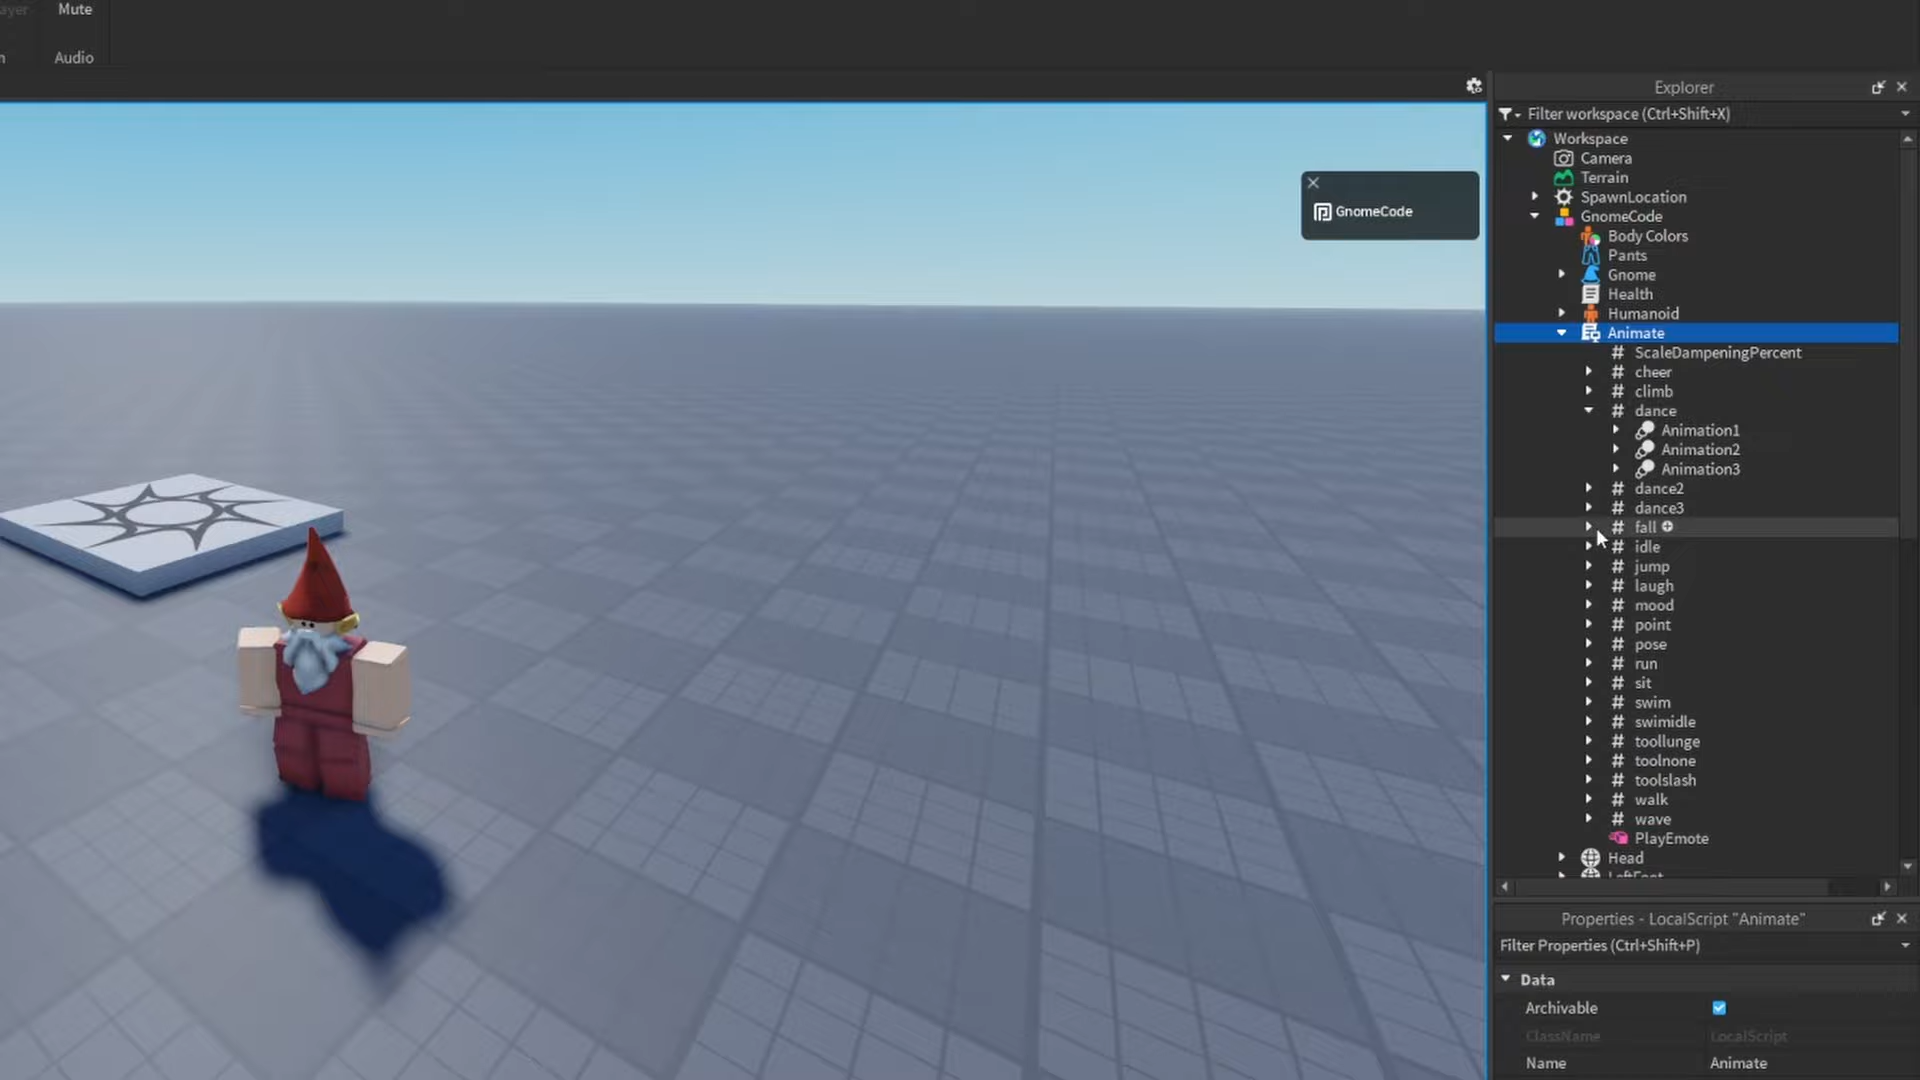 Mute
Audio
Explorer
Filter workspace (Ctrl+Shift+X)
Workspace
Camera
Terrain
SpawnLocation
GnomeCode
Body Colors
Pants
Gnome
Health
Humanoid
Animate
# ScaleDampeningPercent
# cheer
# climb
# dance
Animation1
Animation2
Animation3
# dance2
# dance3
# fall
# idle
# jump
# laugh
# mood
# point
# pose
# run
# sit
# swim
# swimidle
# toollunge
# toolnone
# toolslash
# walk
# wave
PlayEmote
Head
LeftFoot
GnomeCode
Properties - LocalScript "Animate"
Filter Properties (Ctrl+Shift+P)
Data
Archivable
ClassName LocalScript
Name Animate